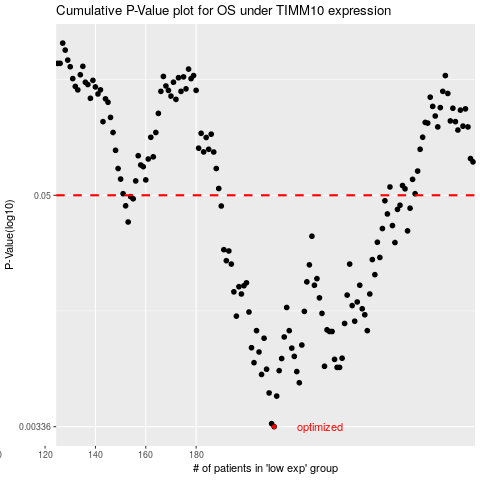 Cumulative P-Value plot for OS under TIMM10 expression
P-Value(log10)
0.05
0.00336
optimized
0
120
140
160
180
# of patients in 'low exp' group